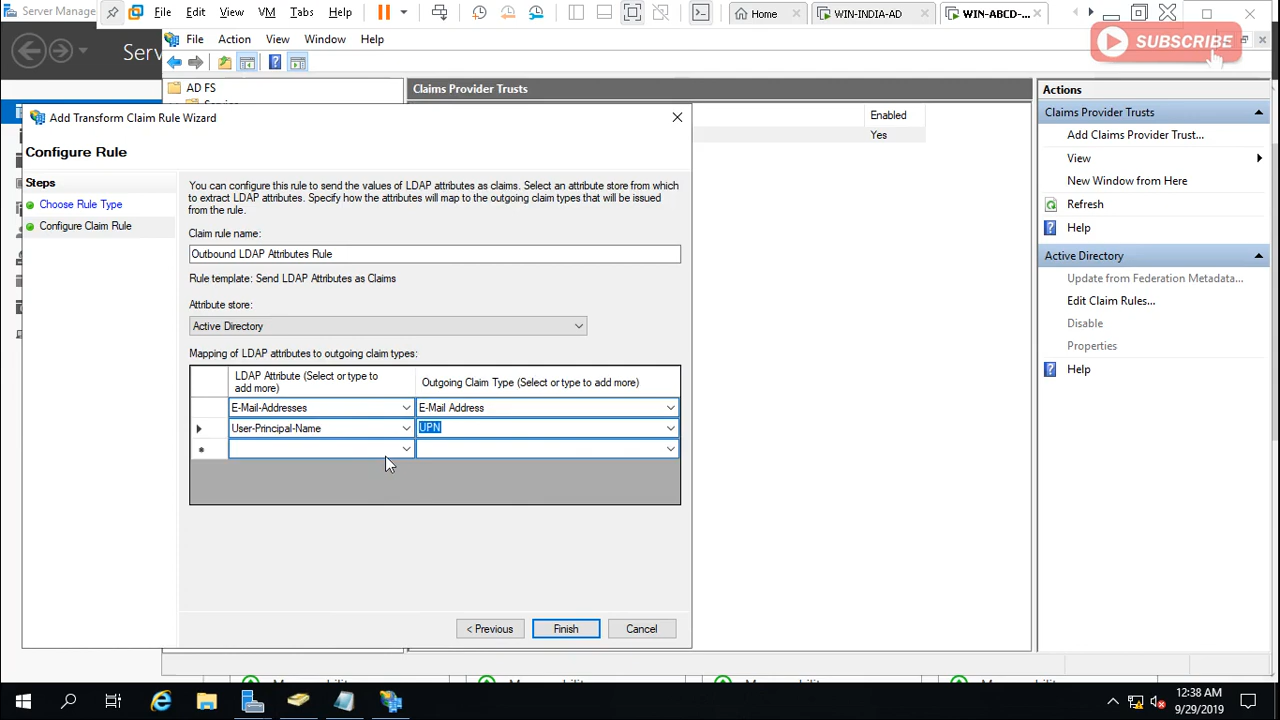 Server Manage
File
Edit
View
VM
Tabs
Help
Home
WIN-INDIA-AD
WIN-ABCD-...
Serv
File
Action
View
Window
Help
SUBSCRIBE
AD FS
Claims Provider Trusts
Enabled
Yes
Actions
Claims Provider Trusts
Add Claims Provider Trust...
View
New Window from Here
Refresh
Help
Active Directory
Update from Federation Metadata...
Edit Claim Rules...
Disable
Properties
Help
Add Transform Claim Rule Wizard
Configure Rule
Steps
Choose Rule Type
Configure Claim Rule
You can configure this rule to send the values of LDAP attributes as claims. Select an attribute store from which
to extract LDAP attributes. Specify how the attributes will map to the outgoing claim types that will be issued
from the rule.
Claim rule name:
Outbound LDAP Attributes Rule
Rule template: Send LDAP Attributes as Claims
Attribute store:
Active Directory
Mapping of LDAP attributes to outgoing claim types:
LDAP Attribute (Select or type to
add more)
Outgoing Claim Type (Select or type to add more)
E-Mail-Addresses
E-Mail Address
User-Principal-Name
UPN
< Previous
Finish
Cancel
12:38 AM
9/29/2019